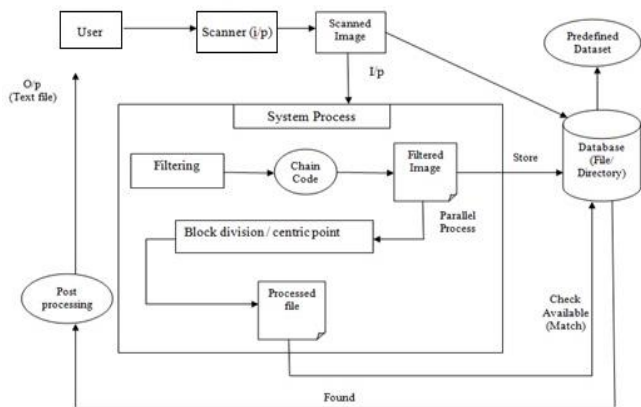 User
Scanner (i/p)
Scanned
Image
Predefined
Dataset
O/p
(Text file)
I/p
System Process
Filtering
Chain
Code
Filtered
Image
Store
Database
(File/
Directory)
Parallel
Process
Block division / centric point
Post
processing
Processed
file
Check
Available
(Match)
Found